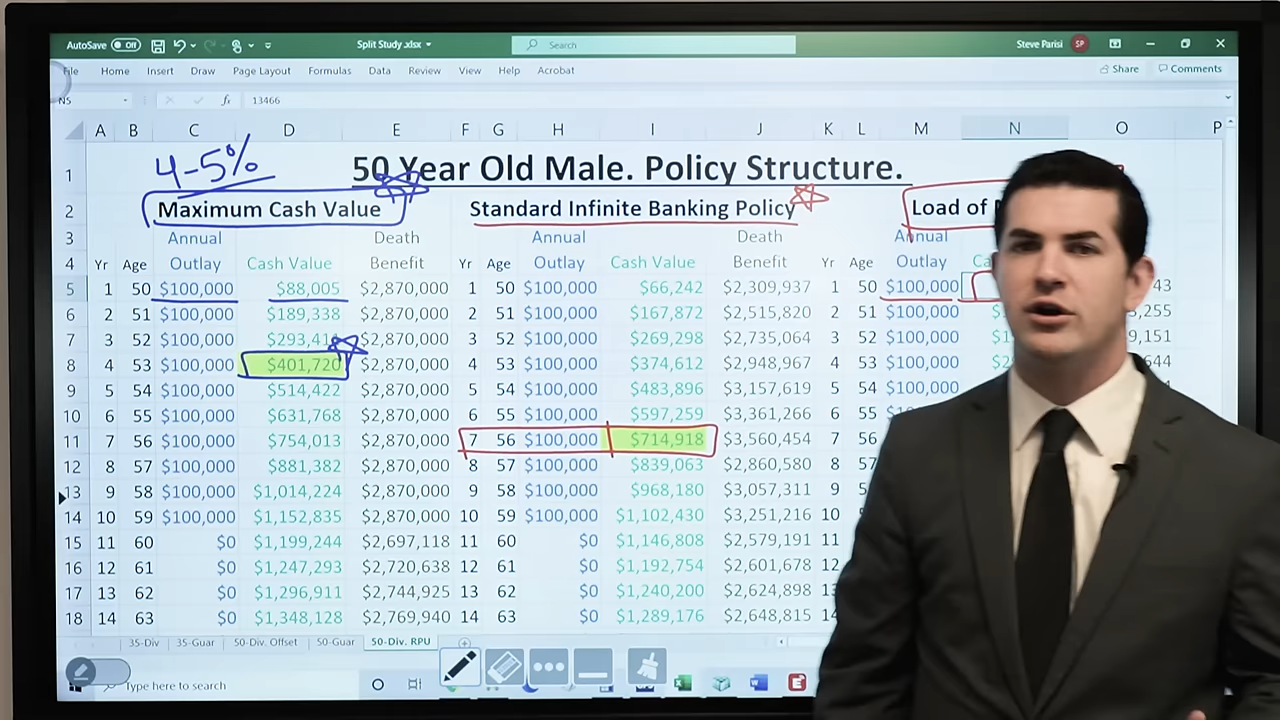 AutoSave Off Split Study.xlsx Search Steve Parisi SP
File Home Insert Draw Page Layout Formulas Data Review View Help Acrobat Share Comments
N5 fx 13466
A B C D E F G H I J K L M N O P
4-5%
1 50 Year Old Male. Policy Structure.
2 Maximum Cash Value Standard Infinite Banking Policy Load of
3 Annual Death Annual Death Annual
4 Yr Age Outlay Cash Value Benefit Yr Age Outlay Cash Value Benefit Yr Age Outlay
5 1 50 $100,000 $88,005 $2,870,000 1 50 $100,000 $66,242 $2,309,937 1 50 $100,000
6 2 51 $100,000 $189,338 $2,870,000 2 51 $100,000 $167,872 $2,515,820 2 51 $100,000
7 3 52 $100,000 $2,870,000 3 52 $100,000 $269,298 $2,735,064 3 52 $100,000
8 4 53 $100,000 $401,720 $2,870,000 4 53 $100,000 $374,612 $2,948,967 4 53 $100,000
9 5 54 $100,000 $514,422 $2,870,000 5 54 $100,000 $483,896 $3,157,619 5 54 $100,000
10 6 55 $100,000 $631,768 $2,870,000 6 55 $100,000 $597,259 $3,361,266 6 55
11 7 56 $100,000 $754,013 $2,870,000 7 56 $100,000 $714,918 $3,560,454 7 56
12 8 57 $100,000 $881,382 $2,870,000 8 57 $100,000 $839,063 $2,860,580 8 57
13 9 58 $100,000 $1,014,224 $2,870,000 9 58 $100,000 $968,180 $3,057,311 9
14 10 59 $100,000 $1,152,835 $2,870,000 10 59 $100,000 $1,102,430 $3,251,216 10
15 11 60 $0 $1,199,244 $2,697,118 11 60 $0 $1,146,808 $2,579,191 11
16 12 61 $0 $1,247,293 $2,720,638 12 61 $0 $1,192,754 $2,601,678 12
17 13 62 $0 $1,296,911 $2,744,925 13 62 $0 $1,240,200 $2,624,898
18 14 63 $0 $1,348,128 $2,769,940 14 63 $0 $1,289,176 $2,648,815
35-Div 35-Guar 50-Div. Offset 50-Guar 50-Div. RPU
Type here to search